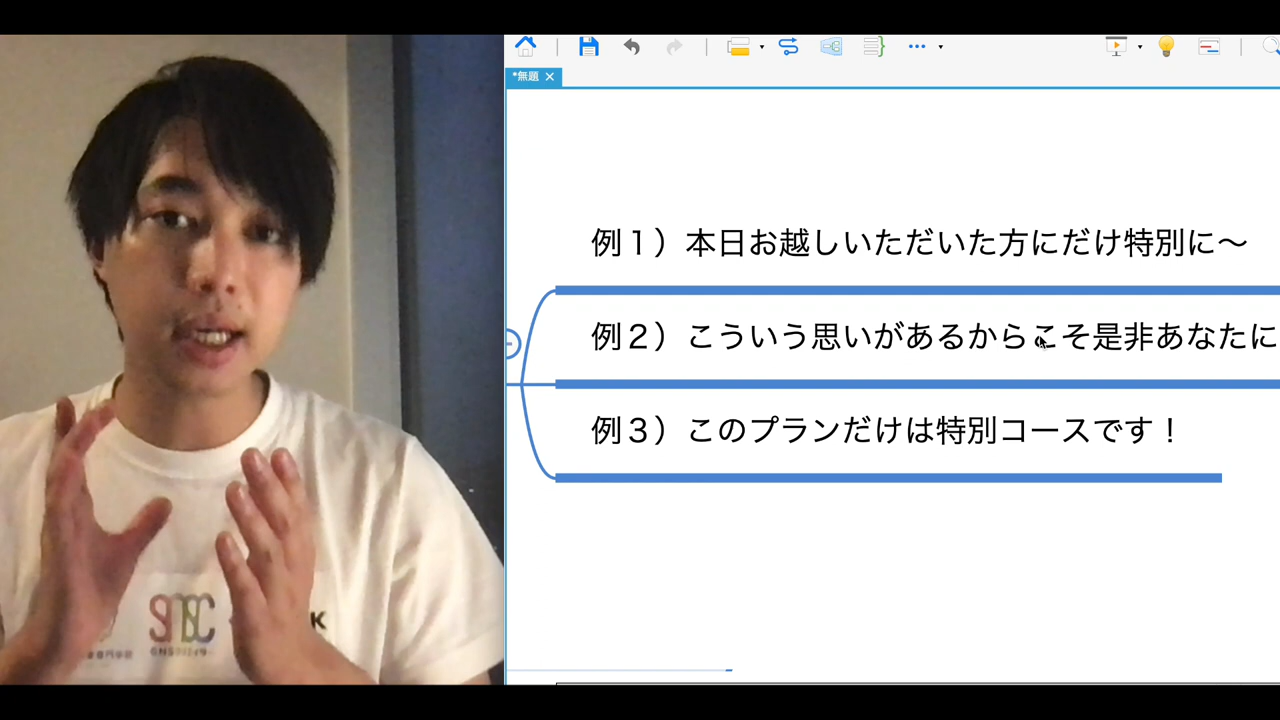 *無題
例１）本日お越しいただいた方にだけ特別に〜
例２）こういう思いがあるからこそ是非あなたに
例３）このプランだけは特別コースです！
SNSC
K